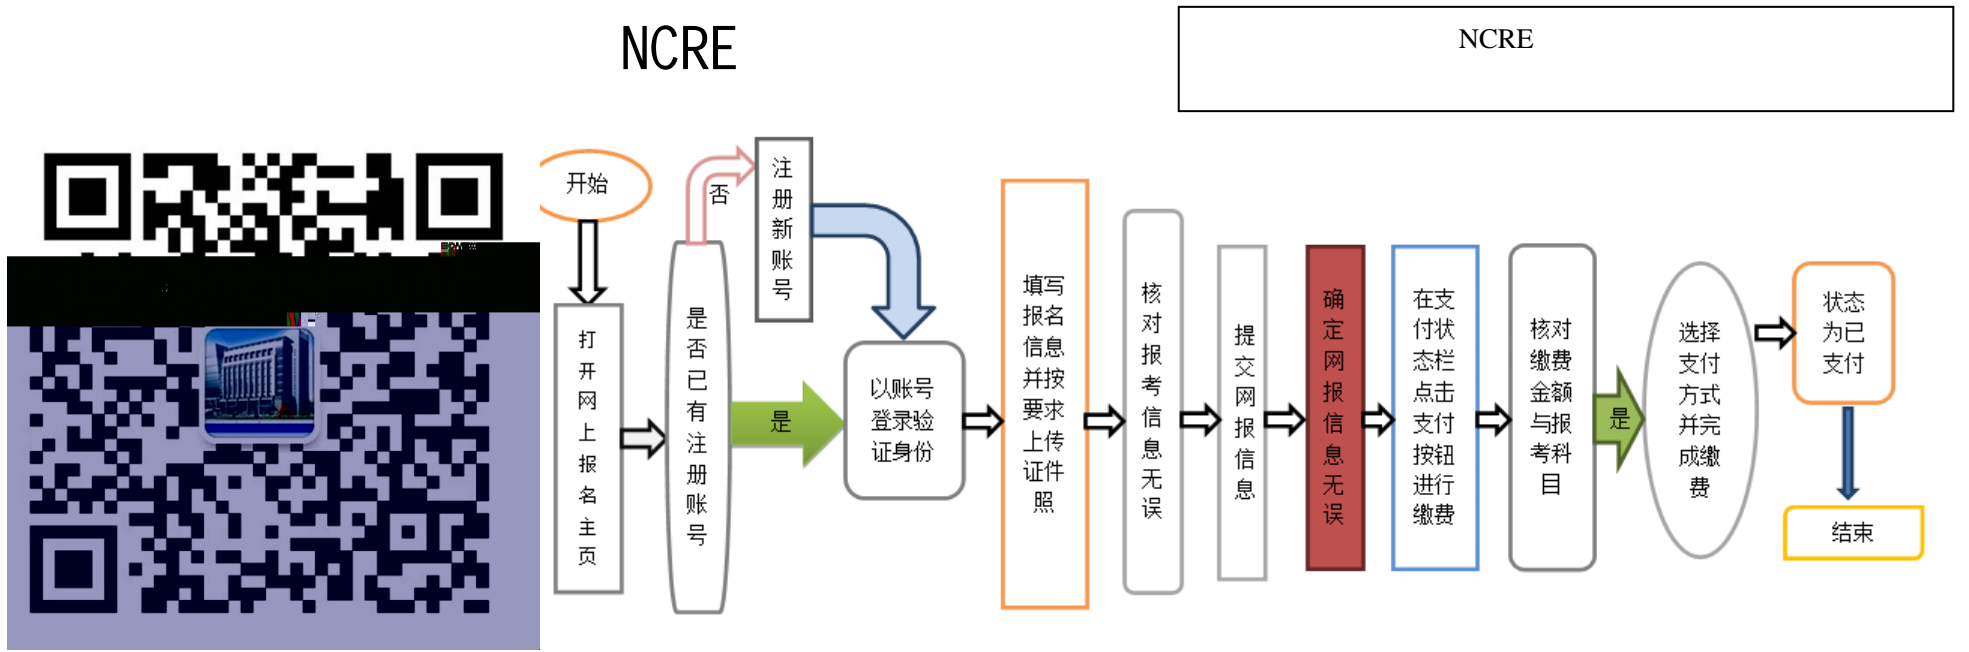 NCRE
NCRE
开始
打
开
网
上
报
名
主
页
是
否
已
有
注
册
账
号
否
注
册
新
账
号
是
以账号
登录验
证身份
填写
报名
信息
并按
要求
上传
证件
照
核
对
报
考
信
息
无
误
提
交
网
报
信
息
确
定
网
报
信
息
无
误
在支
付状
态栏
点击
支付
按钮
进行
缴费
核对
缴费
金额
与报
考科
目
是
选择
支付
方式
并完
成缴
费
状态
为已
支付
结束